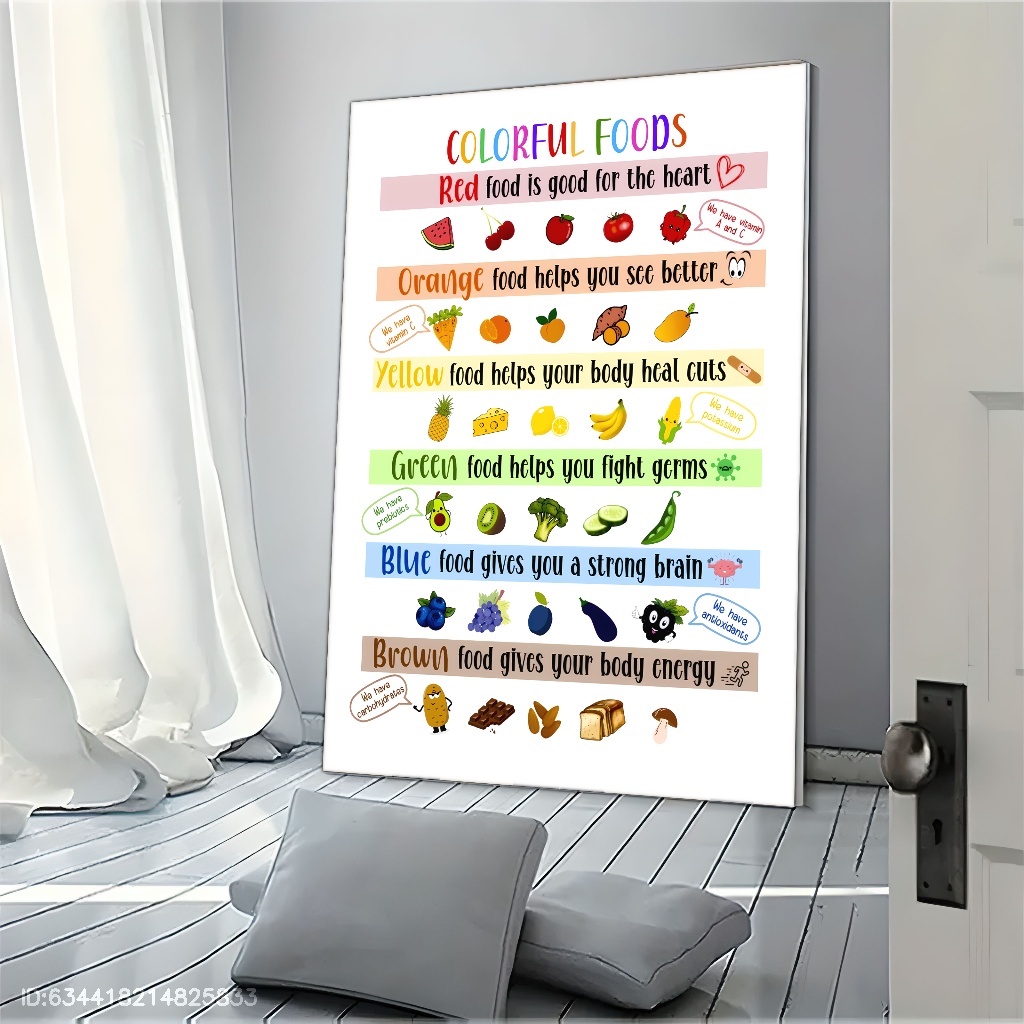 COLORFUL FOODS
Red food is good for the heart
We have vitamin
A and C
Orange food helps you see better
We have
vitamin C
Yellow food helps your body heal cuts
We have
potassium
Green food helps you fight germs
We have
prebiotics
Blue food gives you a strong brain
We have
antioxidants
Brown food gives your body energy
We have
carbohydrates